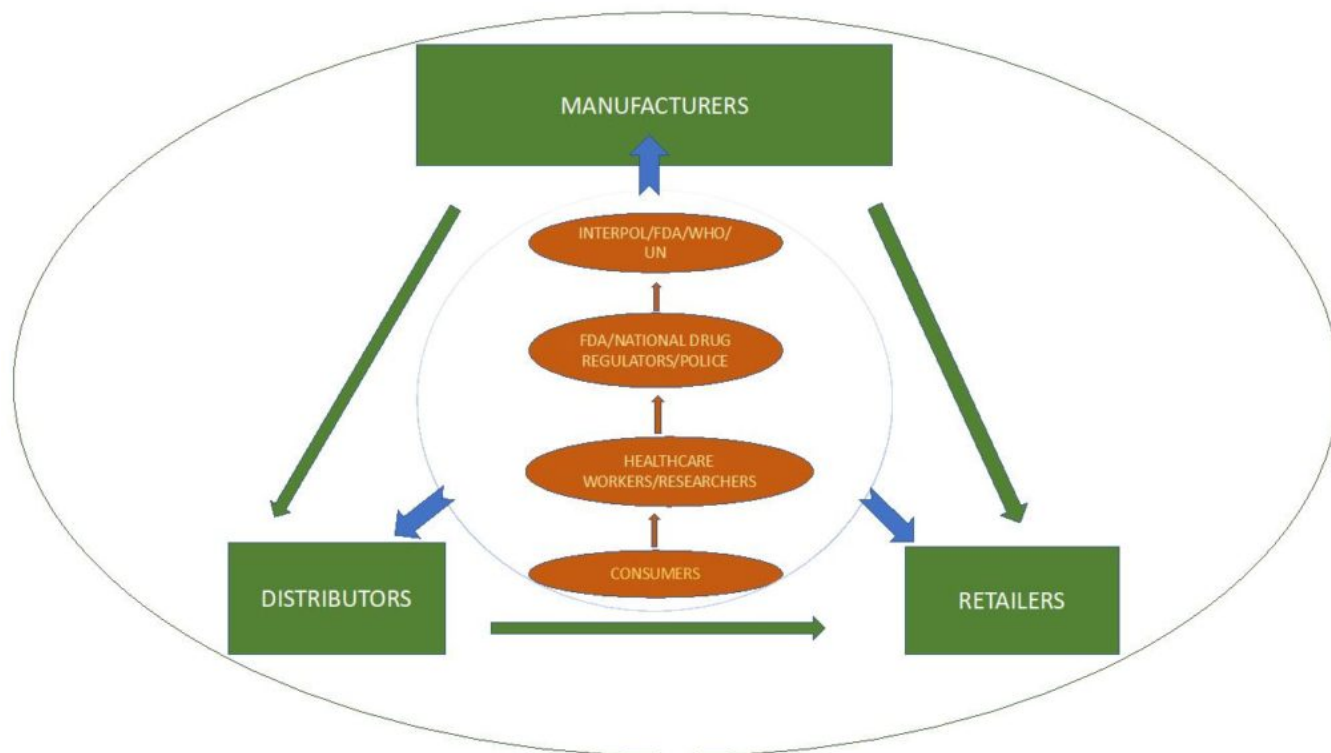 MANUFACTURERS
INTERPOL/FDA/WHO/
UN
FDA/NATIONAL DRUG
REGULATORS/POLICE
HEALTHCARE
WORKERS/RESEARCHERS
CONSUMERS
DISTRIBUTORS
RETAILERS